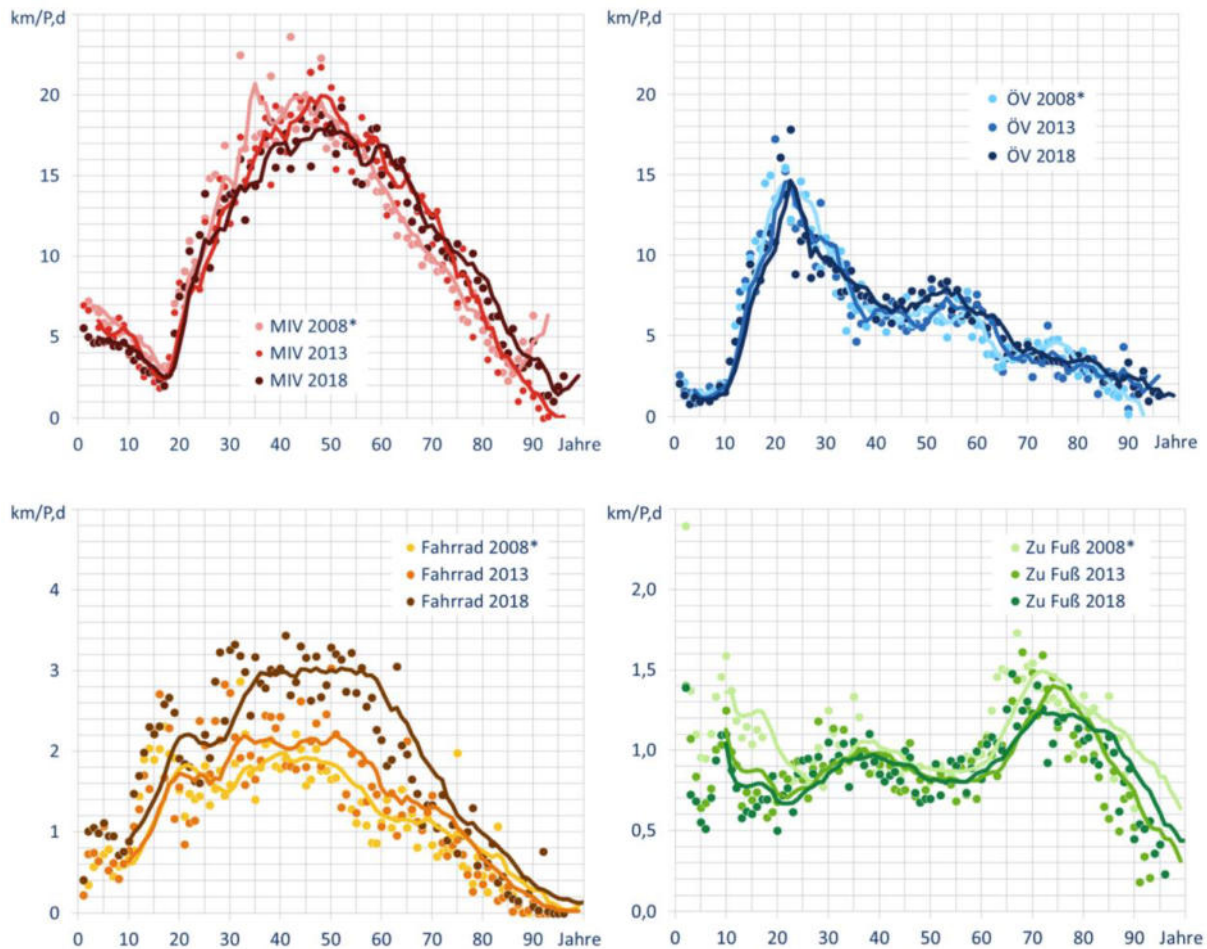 km/P,d
20
15
10
5
0
MIV 2008*
MIV 2013
MIV 2018
0 10 20 30 40 50 60 70 80 90 Jahre
km/P,d
20
15
10
5
0
ÖV 2008*
ÖV 2013
ÖV 2018
0 10 20 30 40 50 60 70 80 90 Jahre
km/P,d
4
3
2
1
0
Fahrrad 2008*
Fahrrad 2013
Fahrrad 2018
0 10 20 30 40 50 60 70 80 90 Jahre
km/P,d
2,0
1,5
1,0
0,5
0,0
Zu Fuß 2008*
Zu Fuß 2013
Zu Fuß 2018
0 10 20 30 40 50 60 70 80 90 Jahre